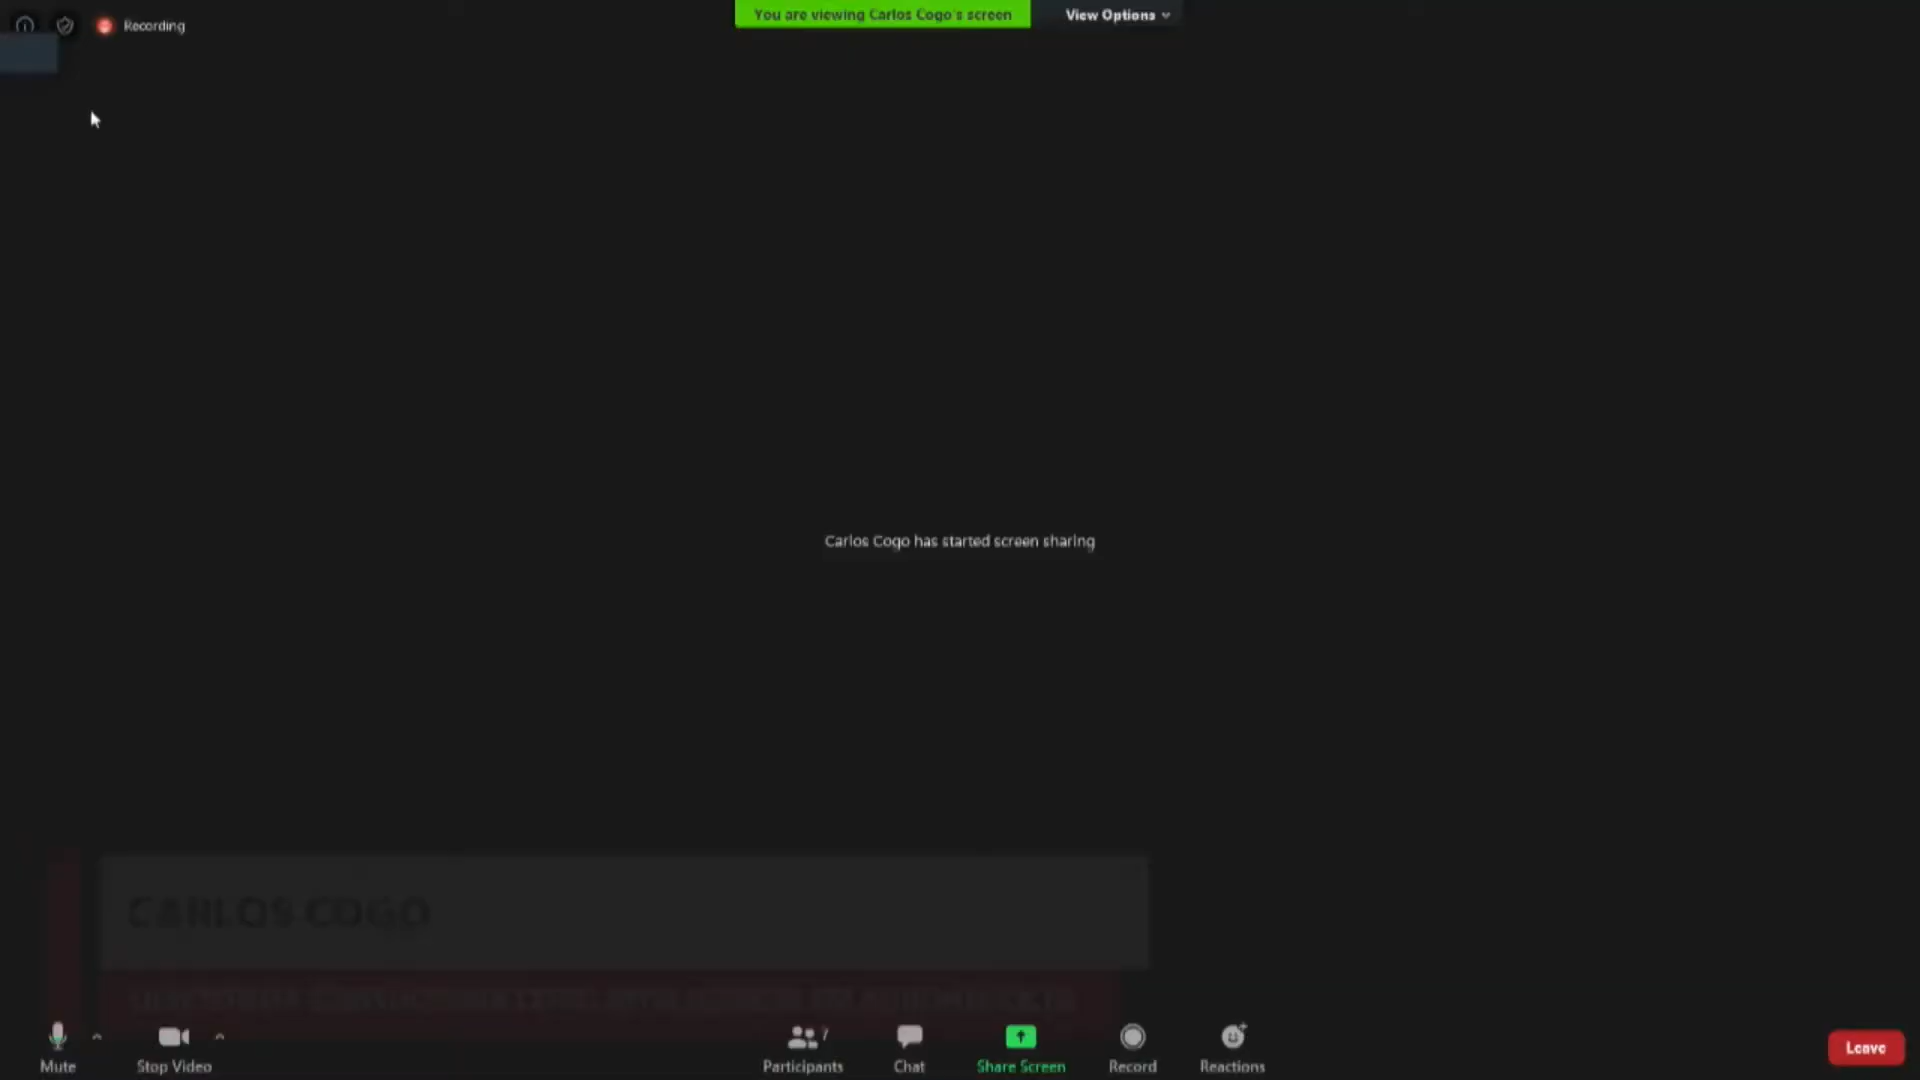 Recording
You are viewing Carlos Cogo's screen
View Options
Carlos Cogo has started screen sharing
CARLOS COGO
Mute
Stop Video
Participants
7
Chat
Share Screen
Record
Reactions
Leave